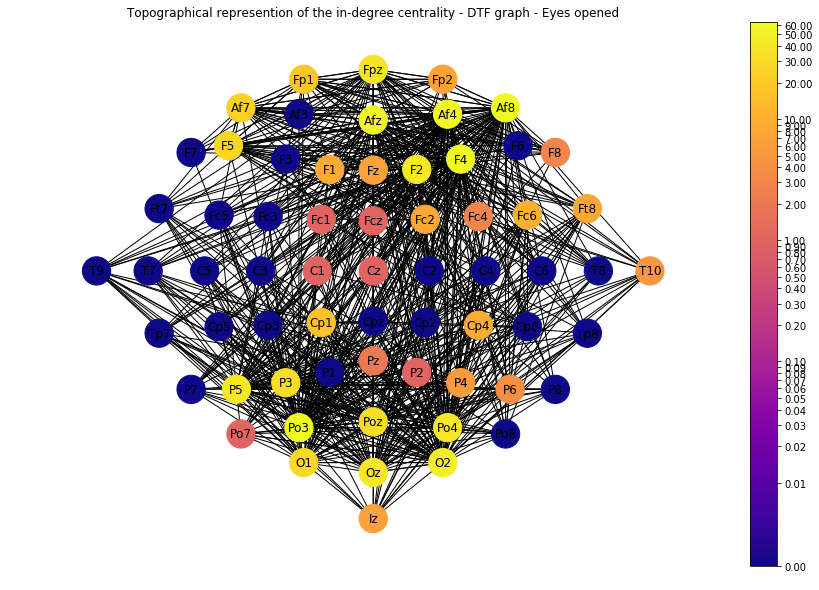 Topographical represention of the in-degree centrality - DTF graph - Eyes opened
Fpz
Fp1 Fp2
Af7 Af3 Afz Af4 Af8
F7 F5 F3 F1 Fz F2 F4 F6 F8
Ft7 Fc5 Fc3 Fc1 Fcz Fc2 Fc4 Fc6 Ft8
T9 T7 C5 C3 C1 Cz C2 C4 C6 T8 T10
Tp7 Cp5 Cp3 Cp1 Cpz Cp2 Cp4 Cp6 Tp8
P7 P5 P3 P1 Pz P2 P4 P6 P8
Po7 Po3 Poz Po4 Po8
O1 Oz O2
Iz
60.00
50.00
40.00
30.00
20.00
10.00
9.00
8.00
7.00
6.00
5.00
4.00
3.00
2.00
1.00
0.90
0.80
0.70
0.60
0.50
0.40
0.30
0.20
0.10
0.09
0.08
0.07
0.06
0.05
0.04
0.03
0.02
0.01
0.00